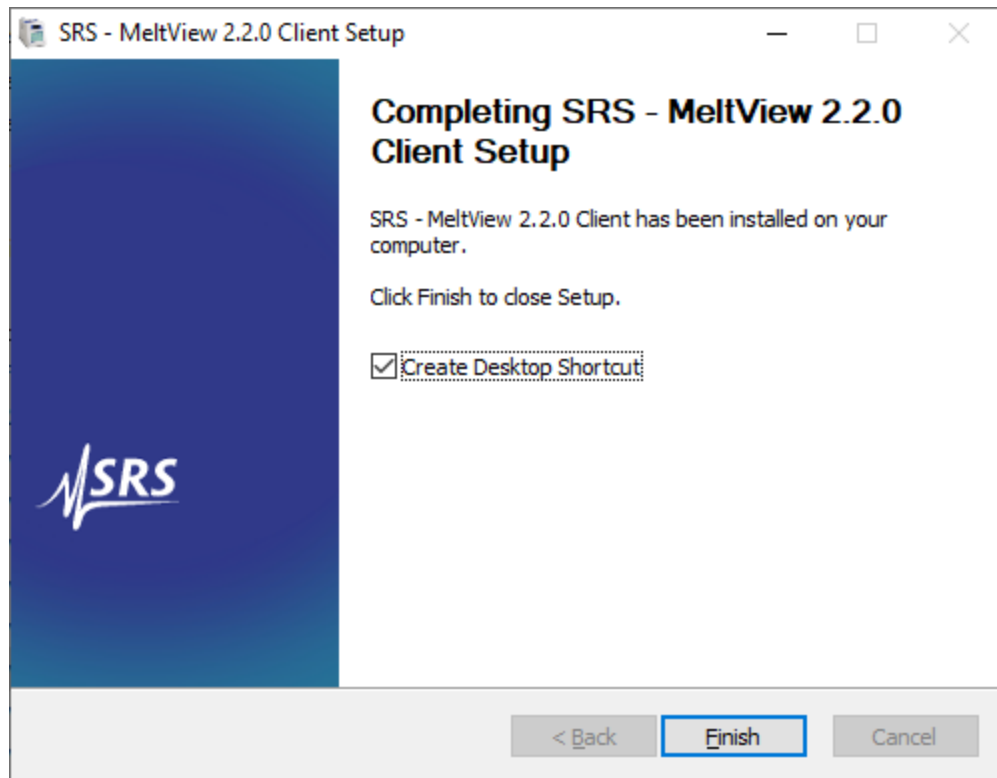 SRS - MeltView 2.2.0 Client Setup
Completing SRS - MeltView 2.2.0
Client Setup
SRS - MeltView 2.2.0 Client has been installed on your
computer.
Click Finish to close Setup.
Create Desktop Shortcut
SRS
< Back
Finish
Cancel